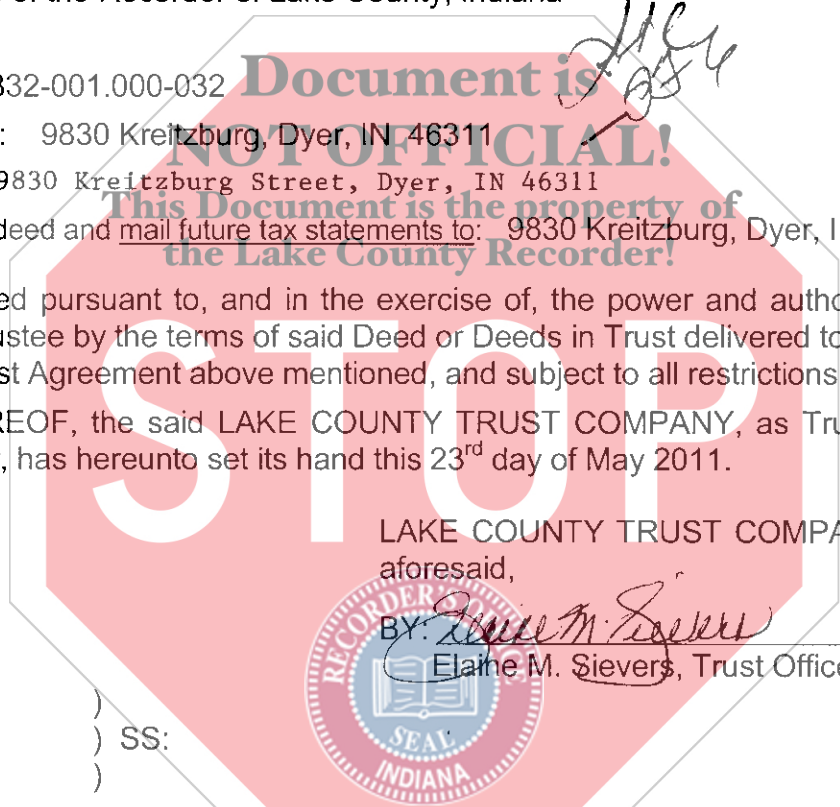 of the Recorder of Lake County, Indiana
332-001.000-032
: 9830 Kreitzburg, Dyer, IN 46311
9830 Kreitzburg Street, Dyer, IN 46311
deed and mail future tax statements to: 9830 Kreitzburg, Dyer, I
ed pursuant to, and in the exercise of, the power and autho
ustee by the terms of said Deed or Deeds in Trust delivered to
st Agreement above mentioned, and subject to all restrictions
REOF, the said LAKE COUNTY TRUST COMPANY, as Tru
, has hereunto set its hand this 23rd day of May 2011.
LAKE COUNTY TRUST COMPA
aforesaid,
BY: Elaine M. Sievers
Elaine M. Sievers, Trust Office
)
) SS:
)
Document is
NOT OFFICIAL!
This Document is the property of
the Lake County Recorder!
STOP
RECORDER'S OFFICE
SEAL
INDIANA